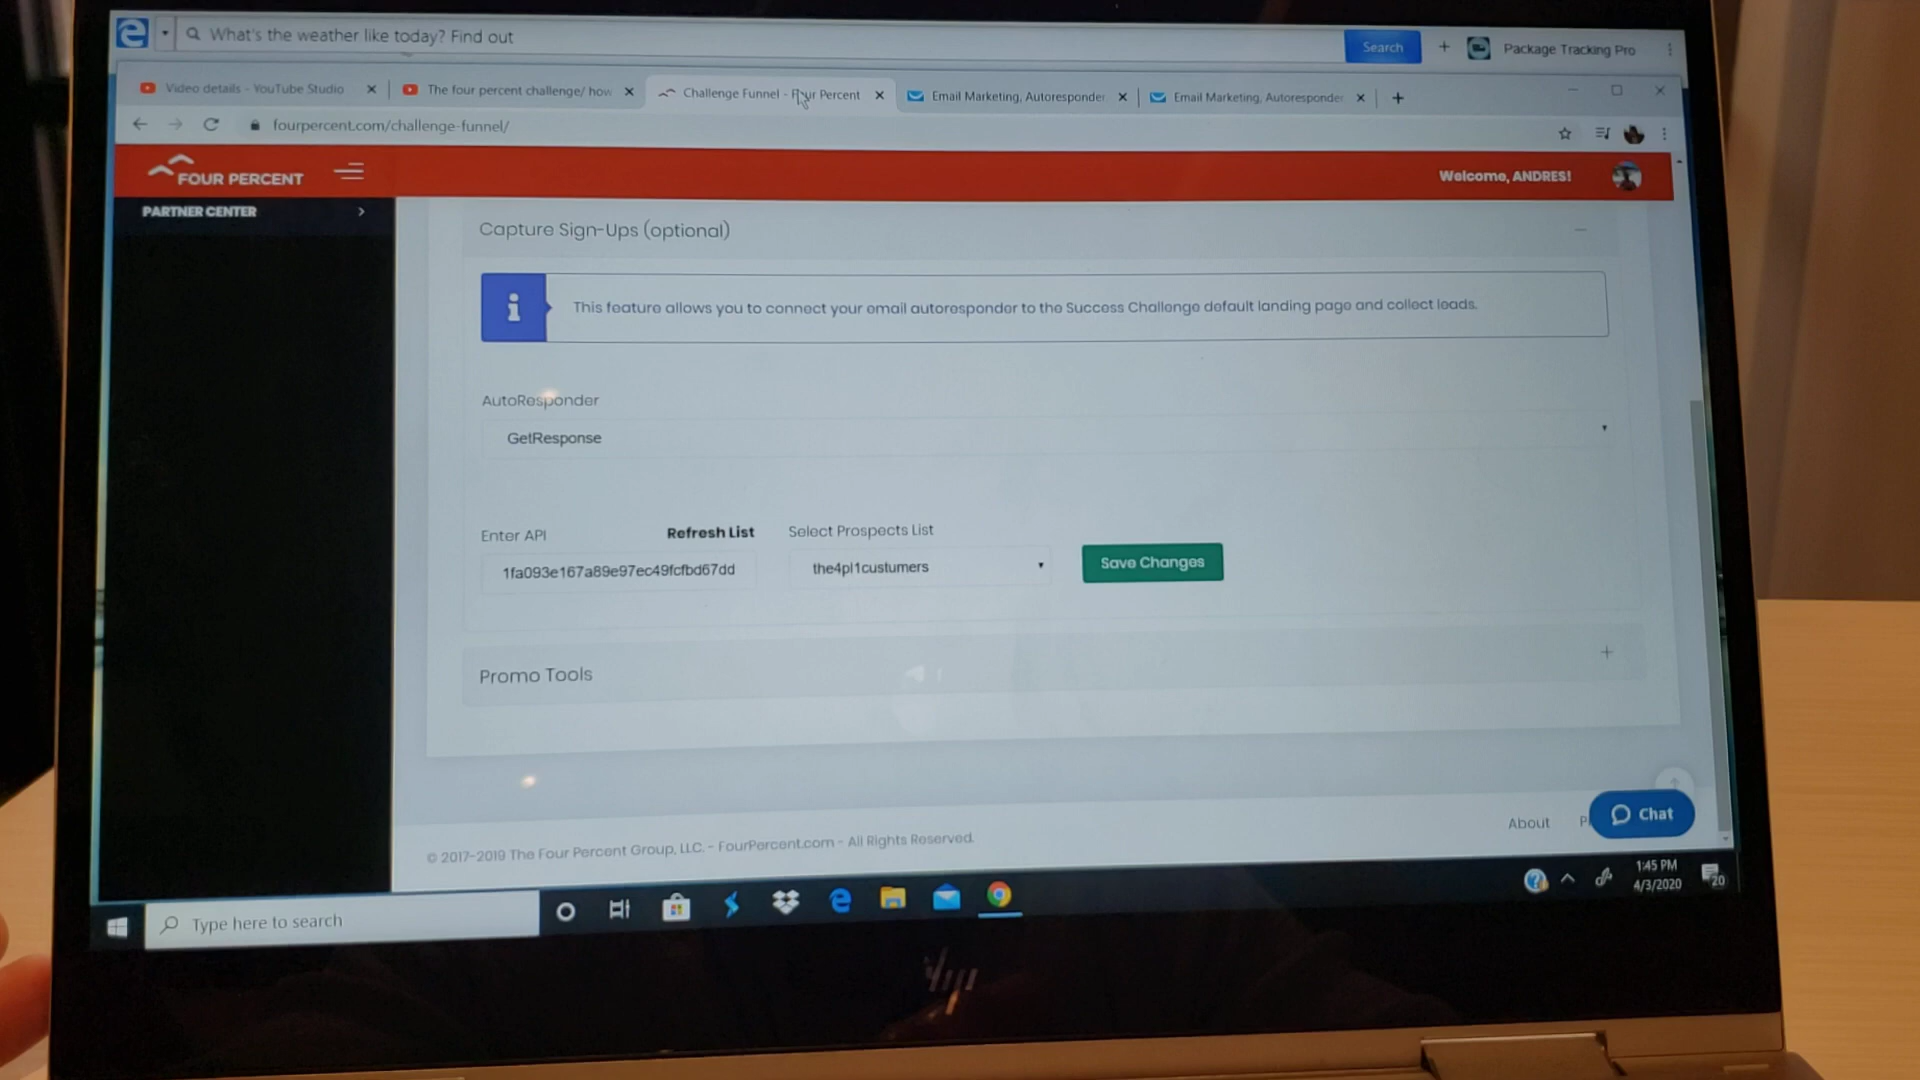 What's the weather like today? Find out
Search
Package Tracking Pro
Video details - YouTube Studio
The four percent challenge/ how
Challenge Funnel - Four Percent
Email Marketing, Autoresponder
Email Marketing, Autoresponder
fourpercent.com/challenge-funnel/
FOUR PERCENT
Welcome, ANDRES!
PARTNER CENTER
Capture Sign-Ups (optional)
This feature allows you to connect your email autoresponder to the Success Challenge default landing page and collect leads.
AutoResponder
GetResponse
Enter API
Refresh List
Select Prospects List
1fa093e167a89e97ec49fcfbd67dd
the4pl1custumers
Save Changes
Promo Tools
© 2017-2019 The Four Percent Group, LLC. - FourPercent.com - All Rights Reserved.
About
Chat
Type here to search
1:45 PM
4/3/2020
20
hp